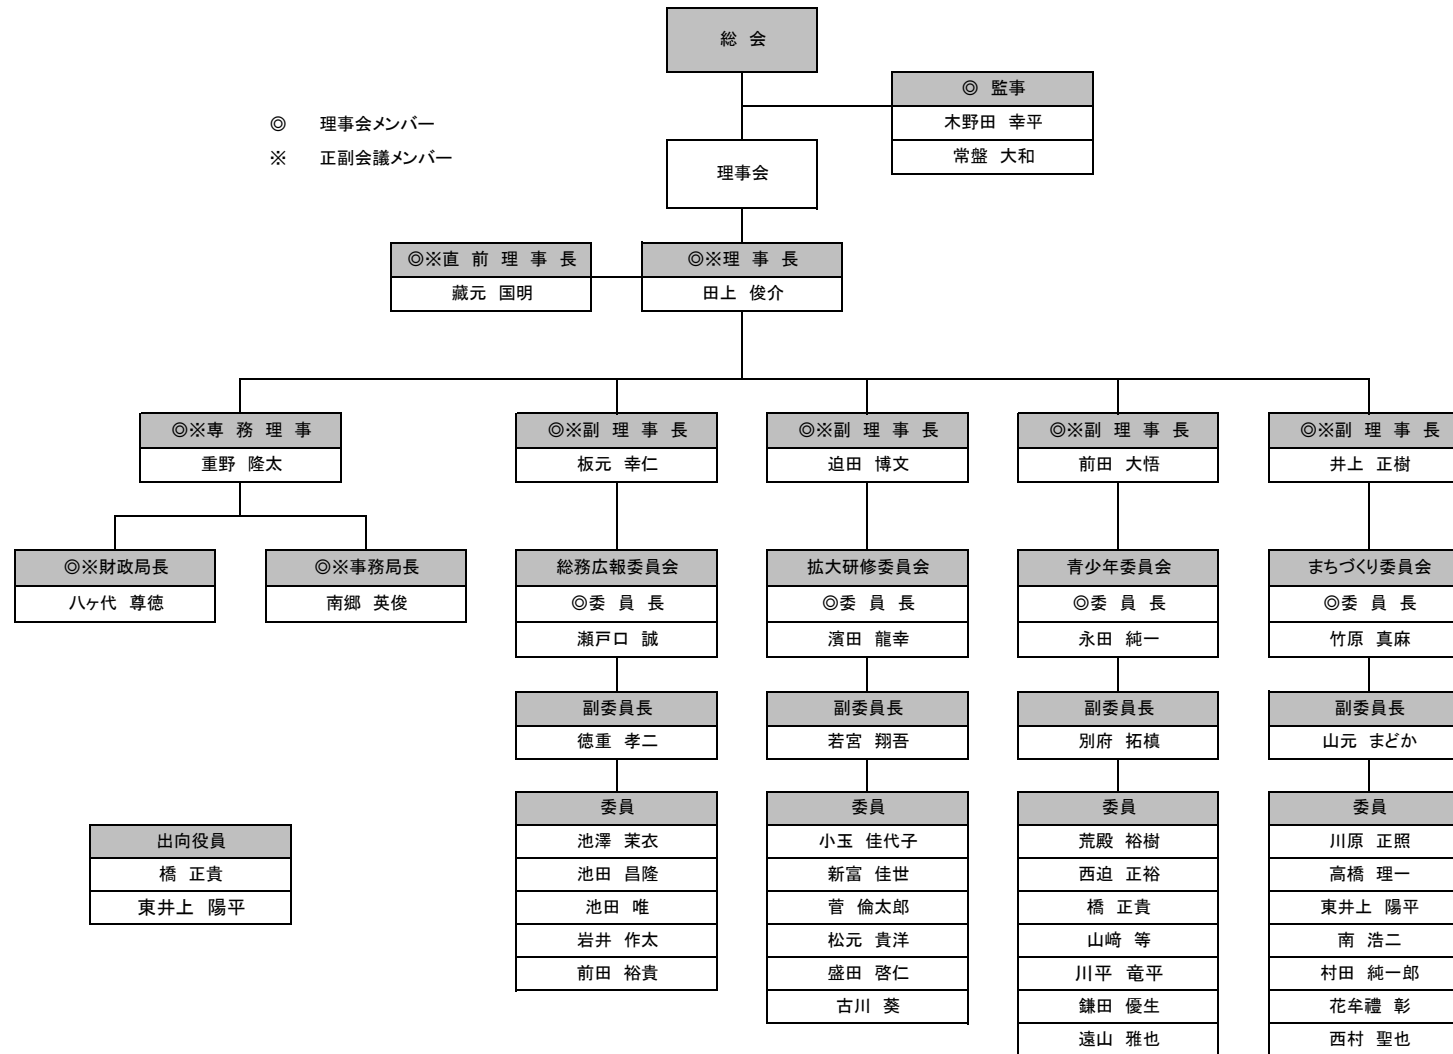 総 会
◎ 監事
木野田 幸平
常盤 大和
◎ 理事会メンバー
※ 正副会議メンバー
理事会
◎※直 前 理 事 長
藏元 国明
◎※理 事 長
田上 俊介
◎※専 務 理 事
重野 隆太
◎※副 理 事 長
板元 幸仁
◎※副 理 事 長
迫田 博文
◎※副 理 事 長
前田 大悟
◎※副 理 事 長
井上 正樹
◎※財政局長
八ヶ代 尊徳
◎※事務局長
南郷 英俊
総務広報委員会
◎委 員 長
瀬戸口 誠
副委員長
徳重 孝二
委員
池澤 茉衣
池田 昌隆
池田 唯
岩井 作太
前田 裕貴
拡大研修委員会
◎委 員 長
濱田 龍幸
副委員長
若宮 翔吾
委員
小玉 佳代子
新富 佳世
菅 倫太郎
松元 貴洋
盛田 啓仁
古川 葵
青少年委員会
◎委 員 長
永田 純一
副委員長
別府 拓槙
委員
荒殿 裕樹
西迫 正裕
橋 正貴
山﨑 等
川平 竜平
鎌田 優生
遠山 雅也
まちづくり委員会
◎委 員 長
竹原 真麻
副委員長
山元 まどか
委員
川原 正照
高橋 理一
東井上 陽平
南 浩二
村田 純一郎
花牟禮 彰
西村 聖也
出向役員
橋 正貴
東井上 陽平